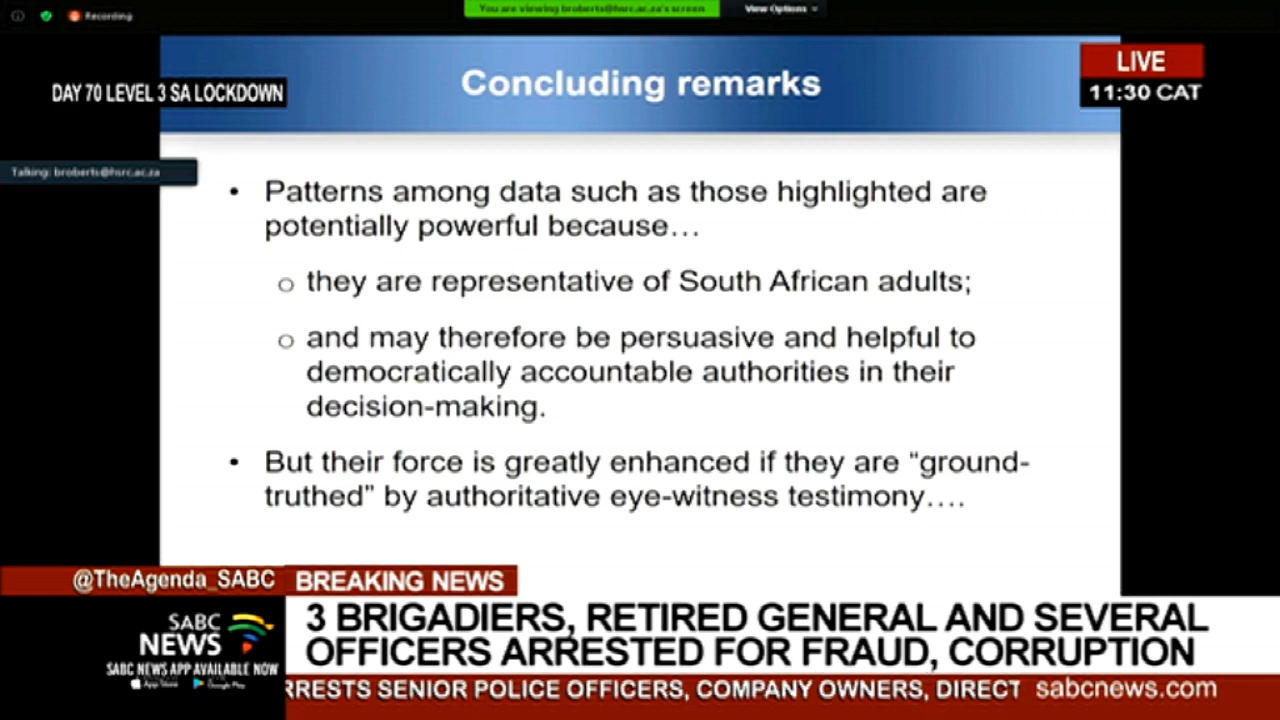 Recording
You are viewing broberts@hsrc.ac.za's screen
View Options
DAY 70 LEVEL 3 SA LOCKDOWN
Concluding remarks
LIVE
11:30 CAT
Talking: broberts@hsrc.ac.za
• Patterns among data such as those highlighted are
potentially powerful because…
o they are representative of South African adults;
o and may therefore be persuasive and helpful to
democratically accountable authorities in their
decision-making.
• But their force is greatly enhanced if they are “ground-
truthed” by authoritative eye-witness testimony….
@TheAgenda_SABC
BREAKING NEWS
SABC
NEWS
SABC NEWS APP AVAILABLE NOW
App Store
Google Play
3 BRIGADIERS, RETIRED GENERAL AND SEVERAL
OFFICERS ARRESTED FOR FRAUD, CORRUPTION
RRESTS SENIOR POLICE OFFICERS, COMPANY OWNERS, DIRECT
sabcnews.com